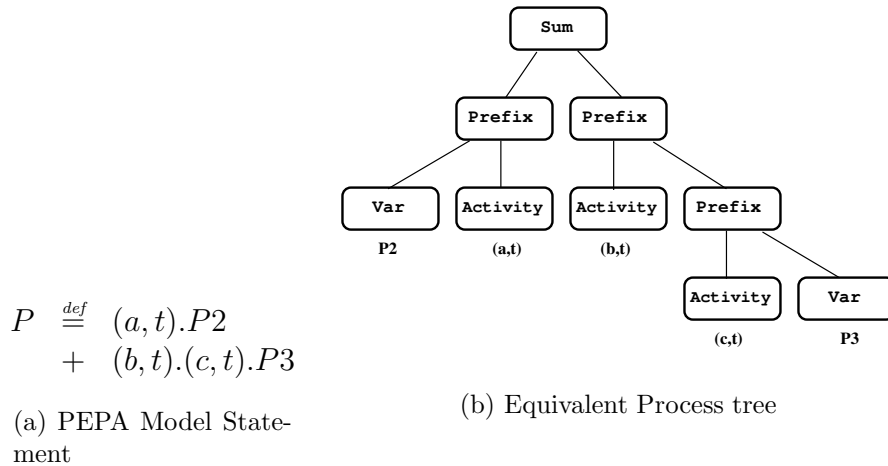 Sum
Prefix Prefix
Var Activity Activity Prefix
P2 (a,t) (b,t)
Activity Var
(c,t) P3
P def= (a, t).P2
+ (b, t).(c, t).P3
(a) PEPA Model State-
ment
(b) Equivalent Process tree